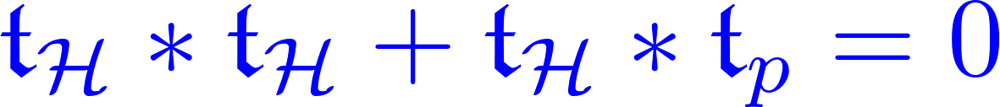 𝔱_ℋ ∗ 𝔱_ℋ + 𝔱_ℋ ∗ 𝔱_p = 0